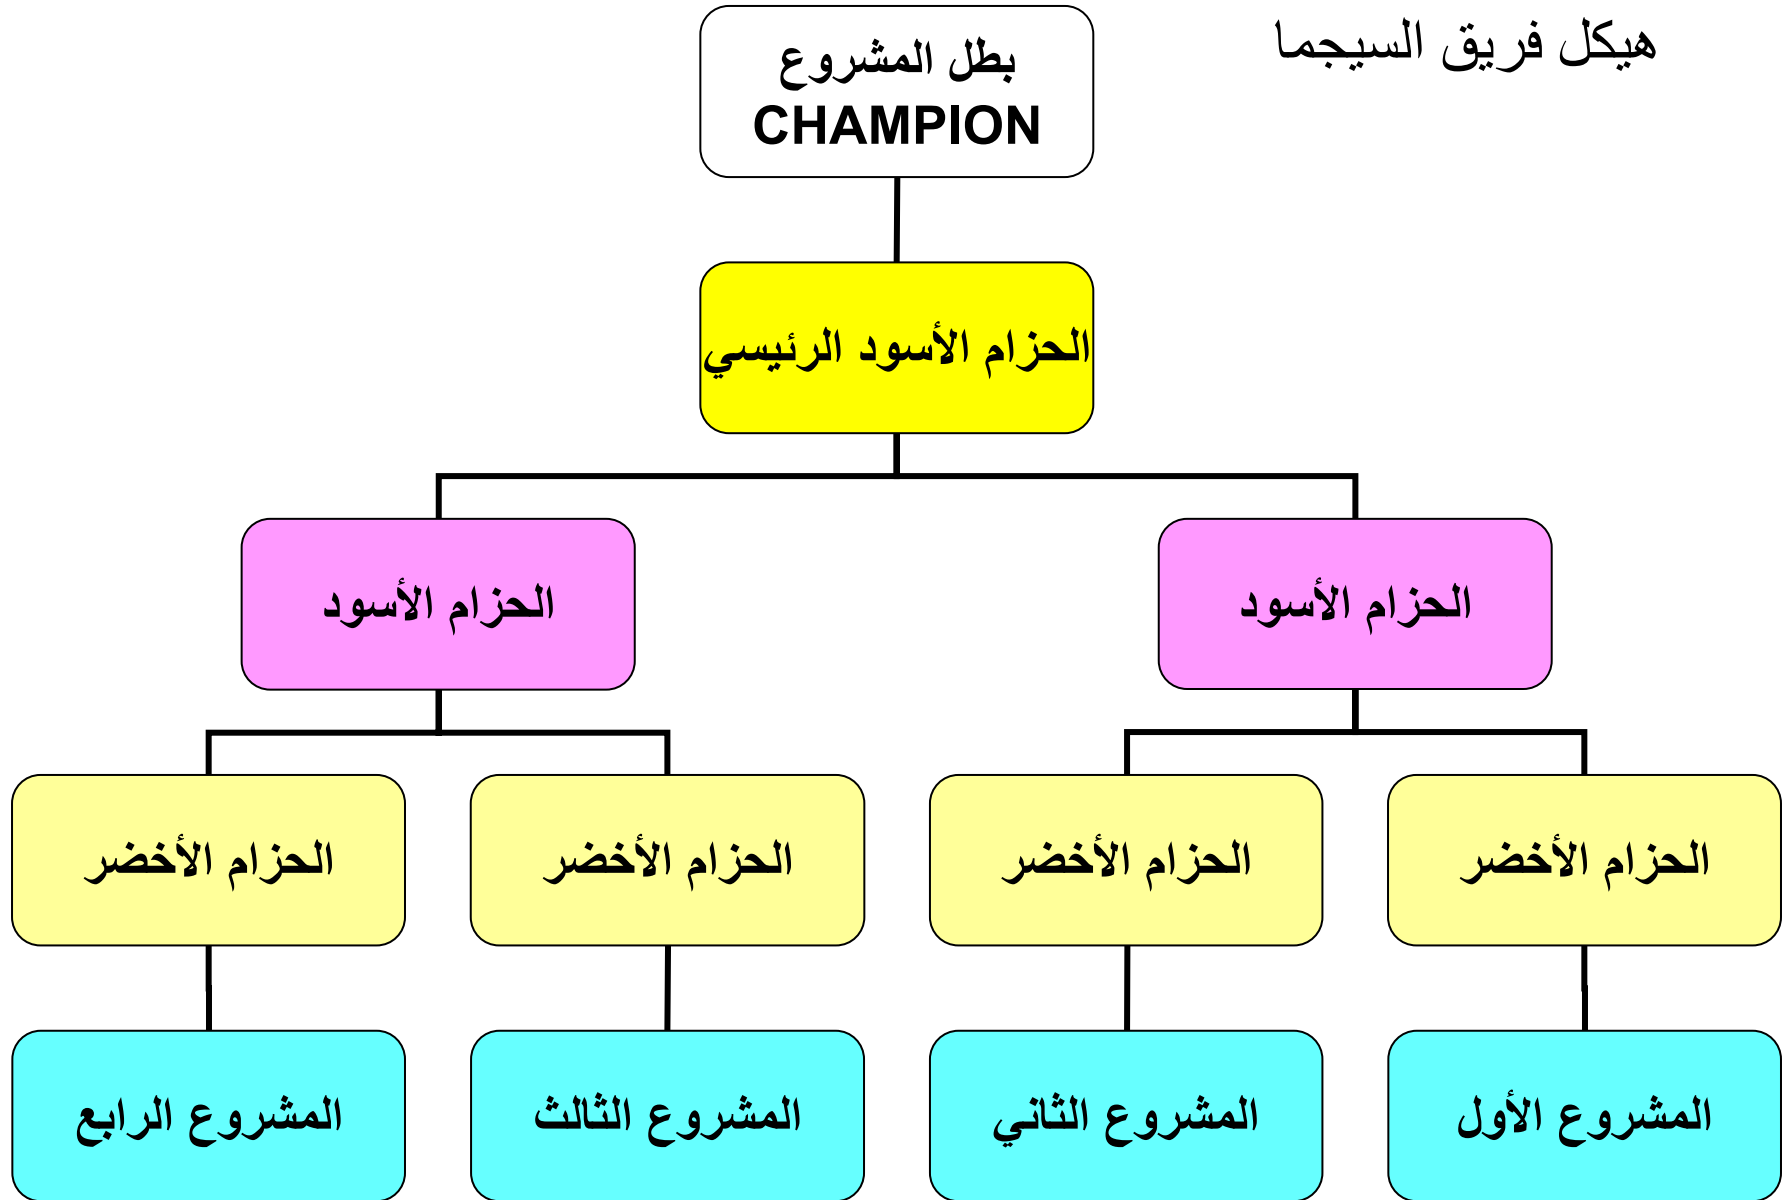 هيكل فريق السيجما
بطل المشروع
CHAMPION
الحزام الأسود الرئيسي
الحزام الأسود
الحزام الأسود
الحزام الأخضر
الحزام الأخضر
الحزام الأخضر
الحزام الأخضر
المشروع الأول
المشروع الثاني
المشروع الثالث
المشروع الرابع